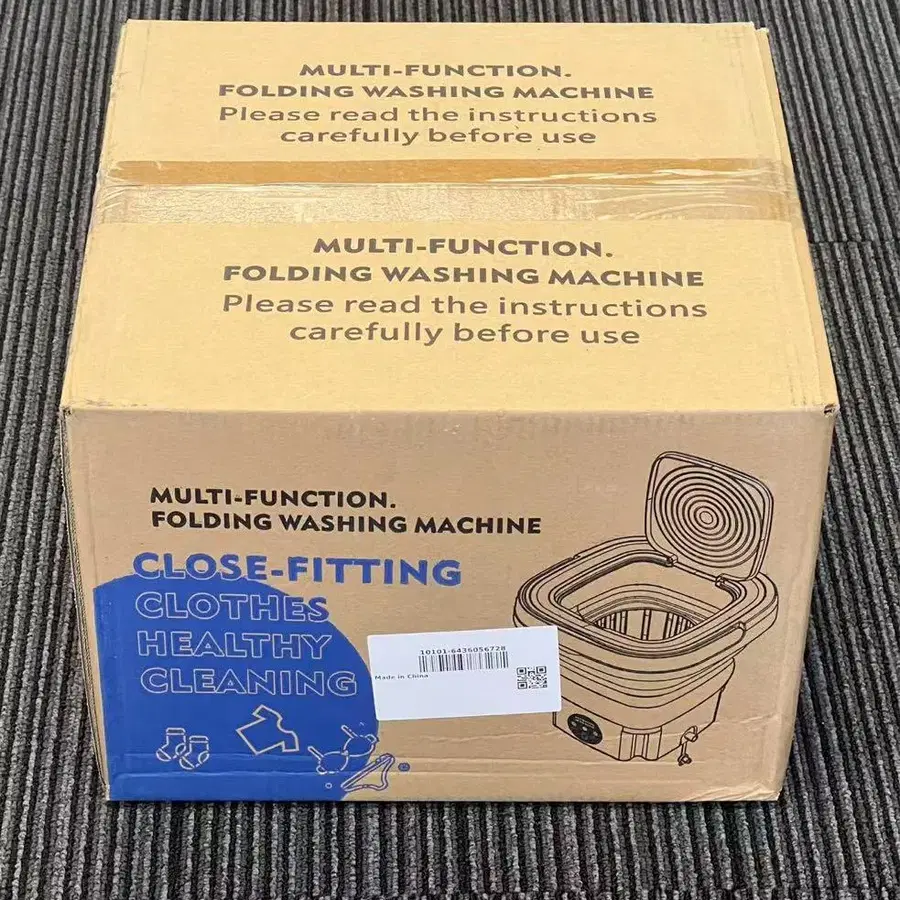 MULTI-FUNCTION.
FOLDING WASHING MACHINE
Please read the instructions
carefully before use
MULTI-FUNCTION.
FOLDING WASHING MACHINE
Please read the instructions
carefully before use
MULTI-FUNCTION.
FOLDING WASHING MACHINE
CLOSE-FITTING
CLOTHES
HEALTHY
CLEANING
10101-6436056728
Made in China